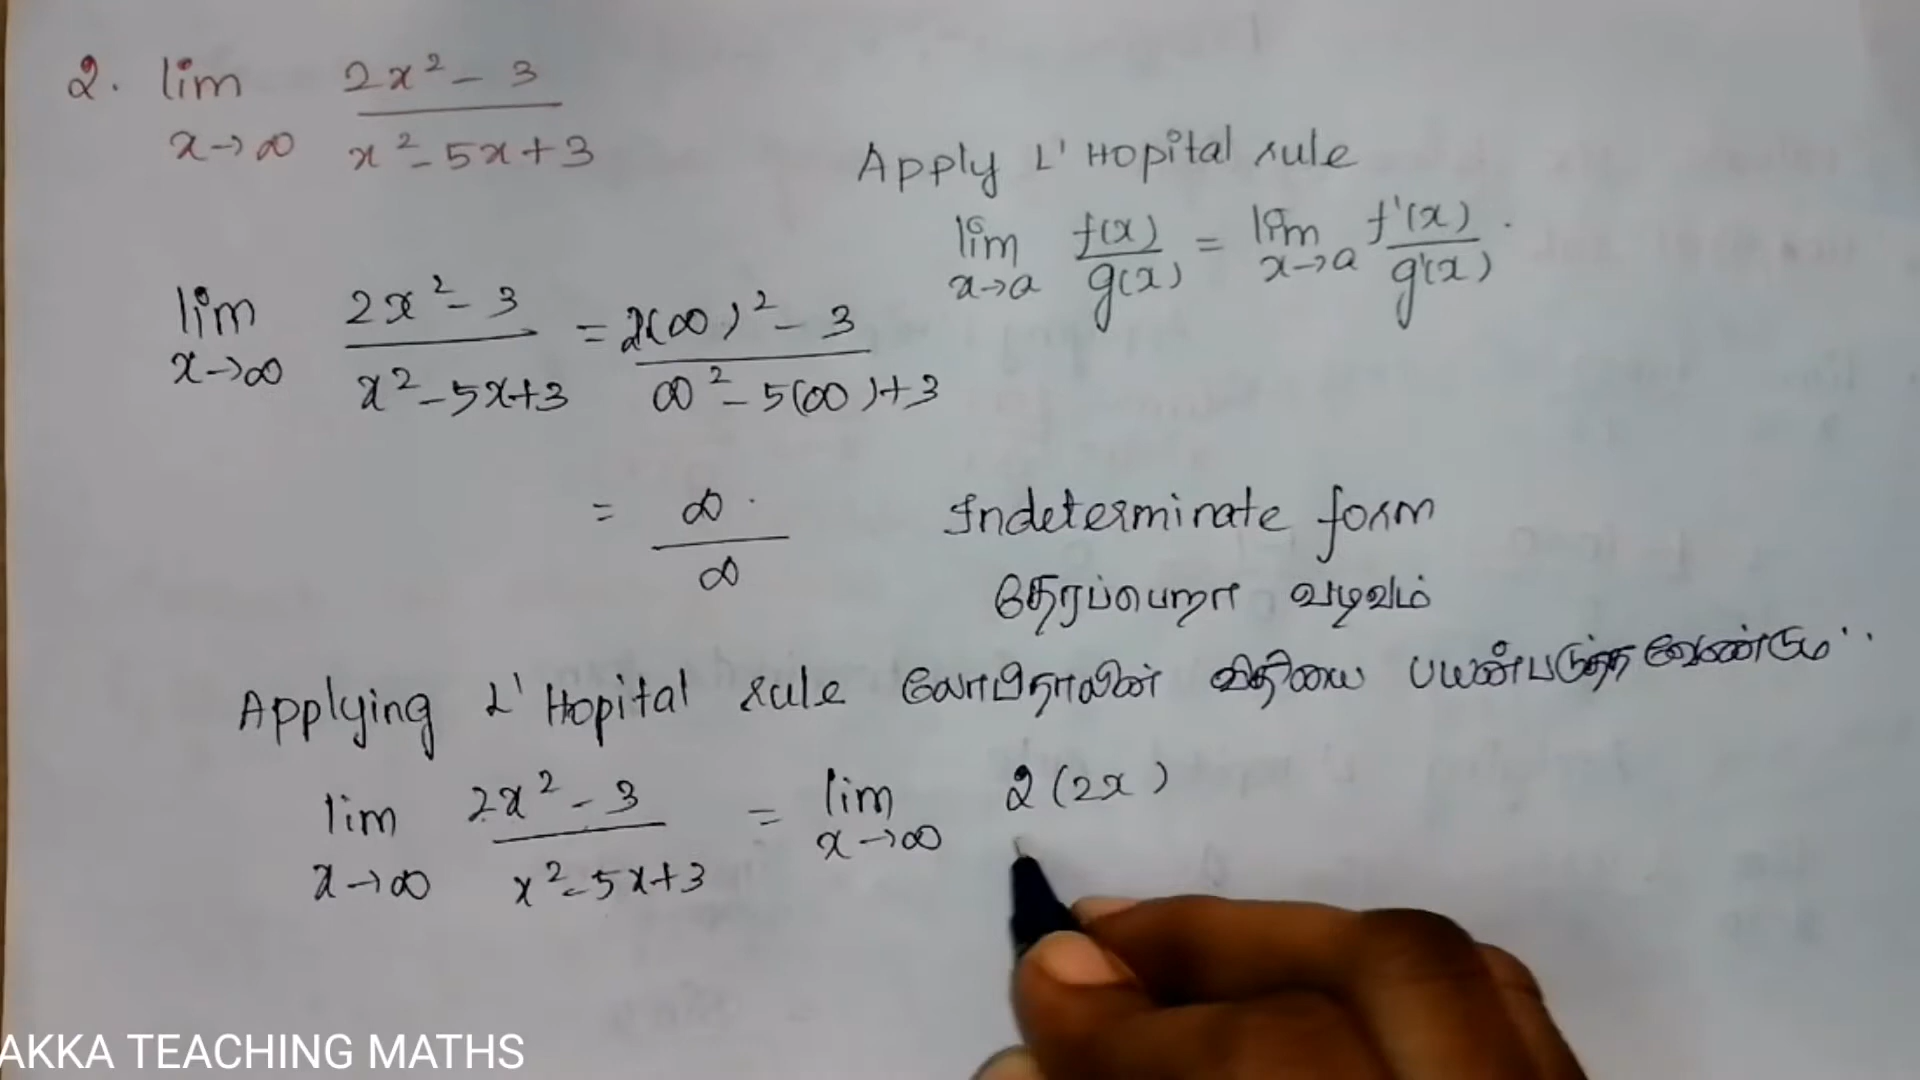 2. lim 2x² - 3
x→∞ x² - 5x + 3
Apply L' Hopital rule
lim f(x) = lim f'(x)
x→a g(x) x→a g'(x)
lim 2x² - 3 = 2(∞)² - 3
x→∞ x² - 5x + 3 ∞² - 5(∞) + 3
= ∞ Indeterminate form
∞
தேரப்பெறா வடிவம்
Applying L' Hopital rule லோபிதாலின் விதியை பயன்படுத்த வேண்டும்
lim 2x² - 3 = lim 2(2x)
x→∞ x² - 5x + 3 x→∞
AKKA TEACHING MATHS